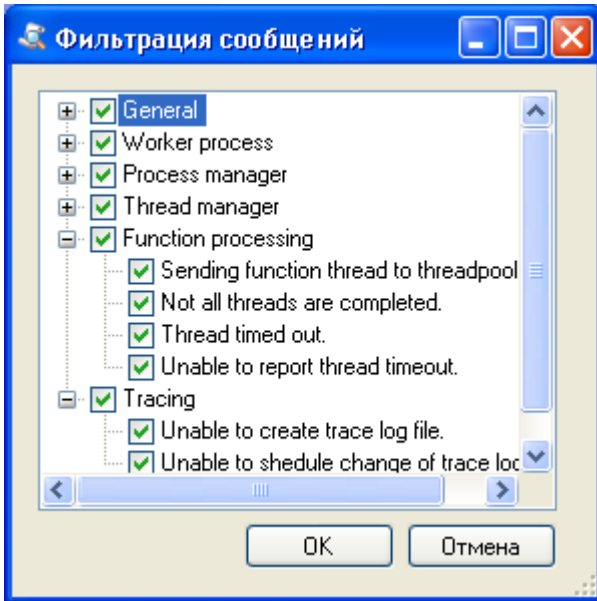 Фильтрация сообщений
General
Worker process
Process manager
Thread manager
Function processing
Sending function thread to threadpool
Not all threads are completed.
Thread timed out.
Unable to report thread timeout.
Tracing
Unable to create trace log file.
Unable to shedule change of trace
OK
Отмена